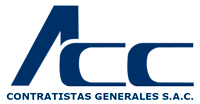 ACC
CONTRATISTAS GENERALES S.A.C.